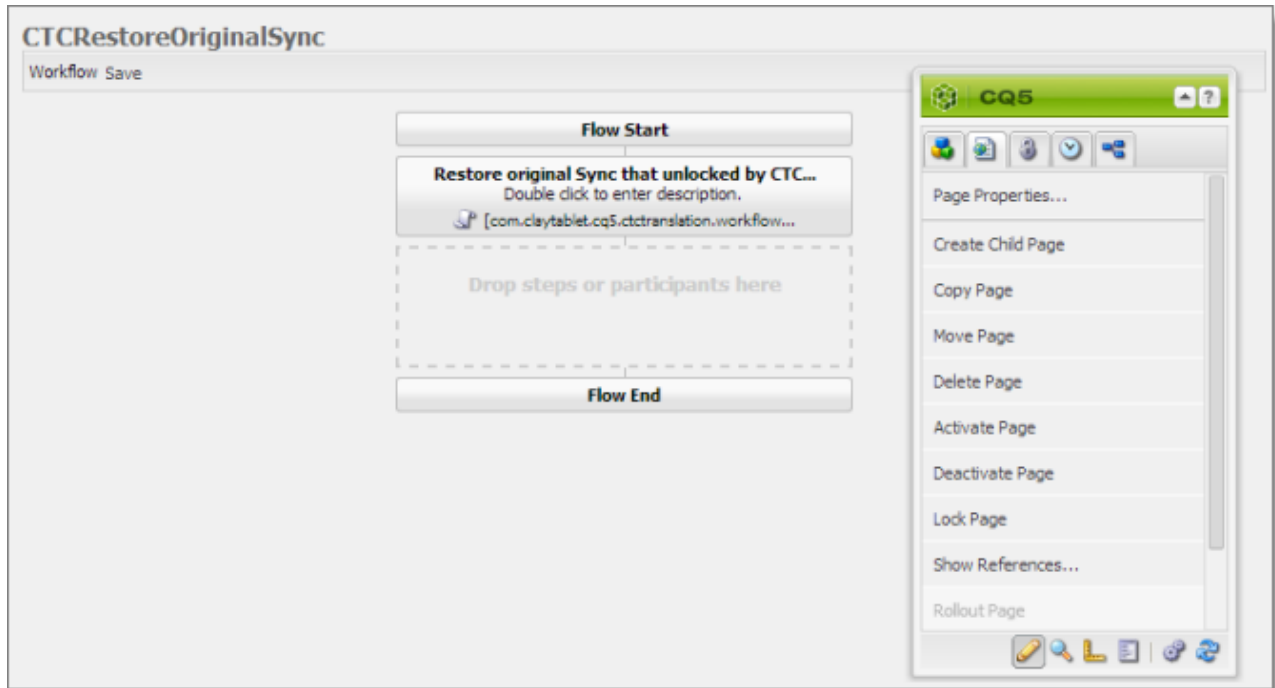 CTCRestoreOriginalSync
Workflow Save
Flow Start
Restore original Sync that unlocked by CTC...
Double click to enter description.
[com.claytablet.cq5.ctctranslation.workflow...
Drop steps or participants here
Flow End
CQ5
?
Page Properties...
Create Child Page
Copy Page
Move Page
Delete Page
Activate Page
Deactivate Page
Lock Page
Show References...
Rollout Page